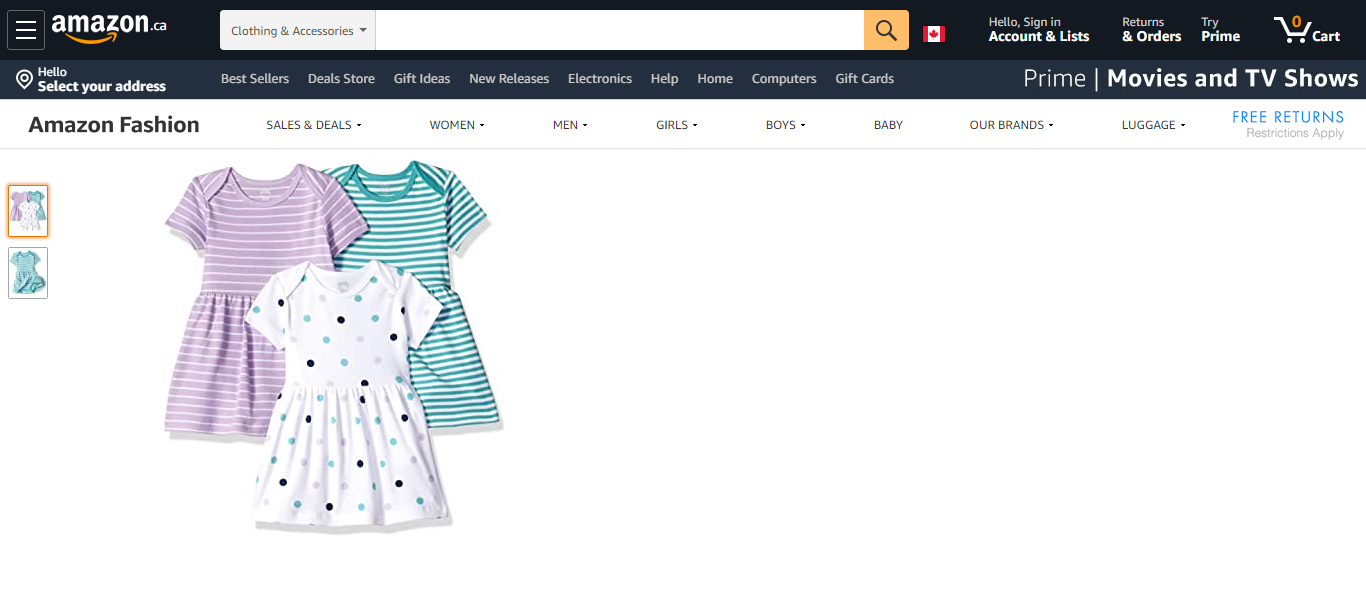 amazon.ca
Clothing & Accessories
Hello, Sign in
Account & Lists
Returns
& Orders
Try
Prime
0
Cart
Hello
Select your address
Best Sellers Deals Store Gift Ideas New Releases Electronics Help Home Computers Gift Cards
Prime | Movies and TV Shows
Amazon Fashion
SALES & DEALS WOMEN MEN GIRLS BOYS BABY OUR BRANDS LUGGAGE
FREE RETURNS
Restrictions Apply